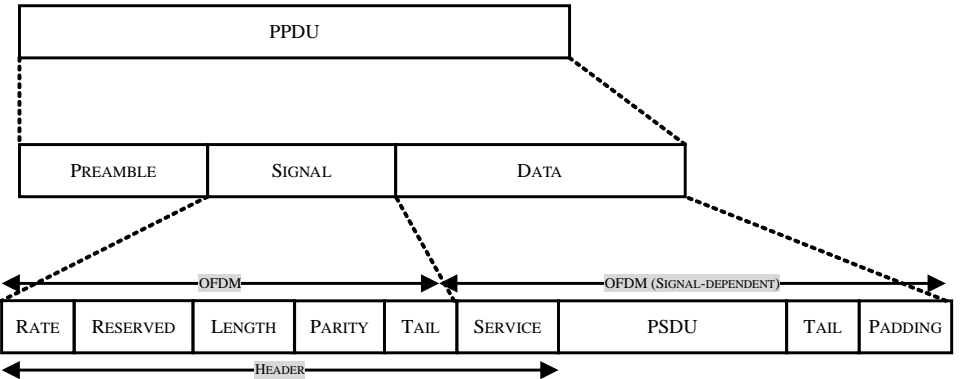 PPDU
PREAMBLE SIGNAL DATA
OFDM OFDM (SIGNAL-DEPENDENT)
RATE RESERVED LENGTH PARITY TAIL SERVICE PSDU TAIL PADDING
HEADER